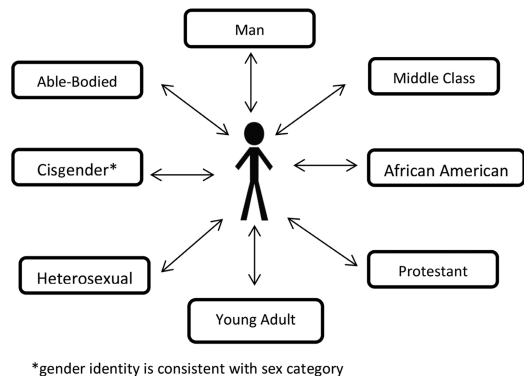 Man
Able-Bodied
Middle Class
Cisgender*
African American
Heterosexual
Protestant
Young Adult
*gender identity is consistent with sex category